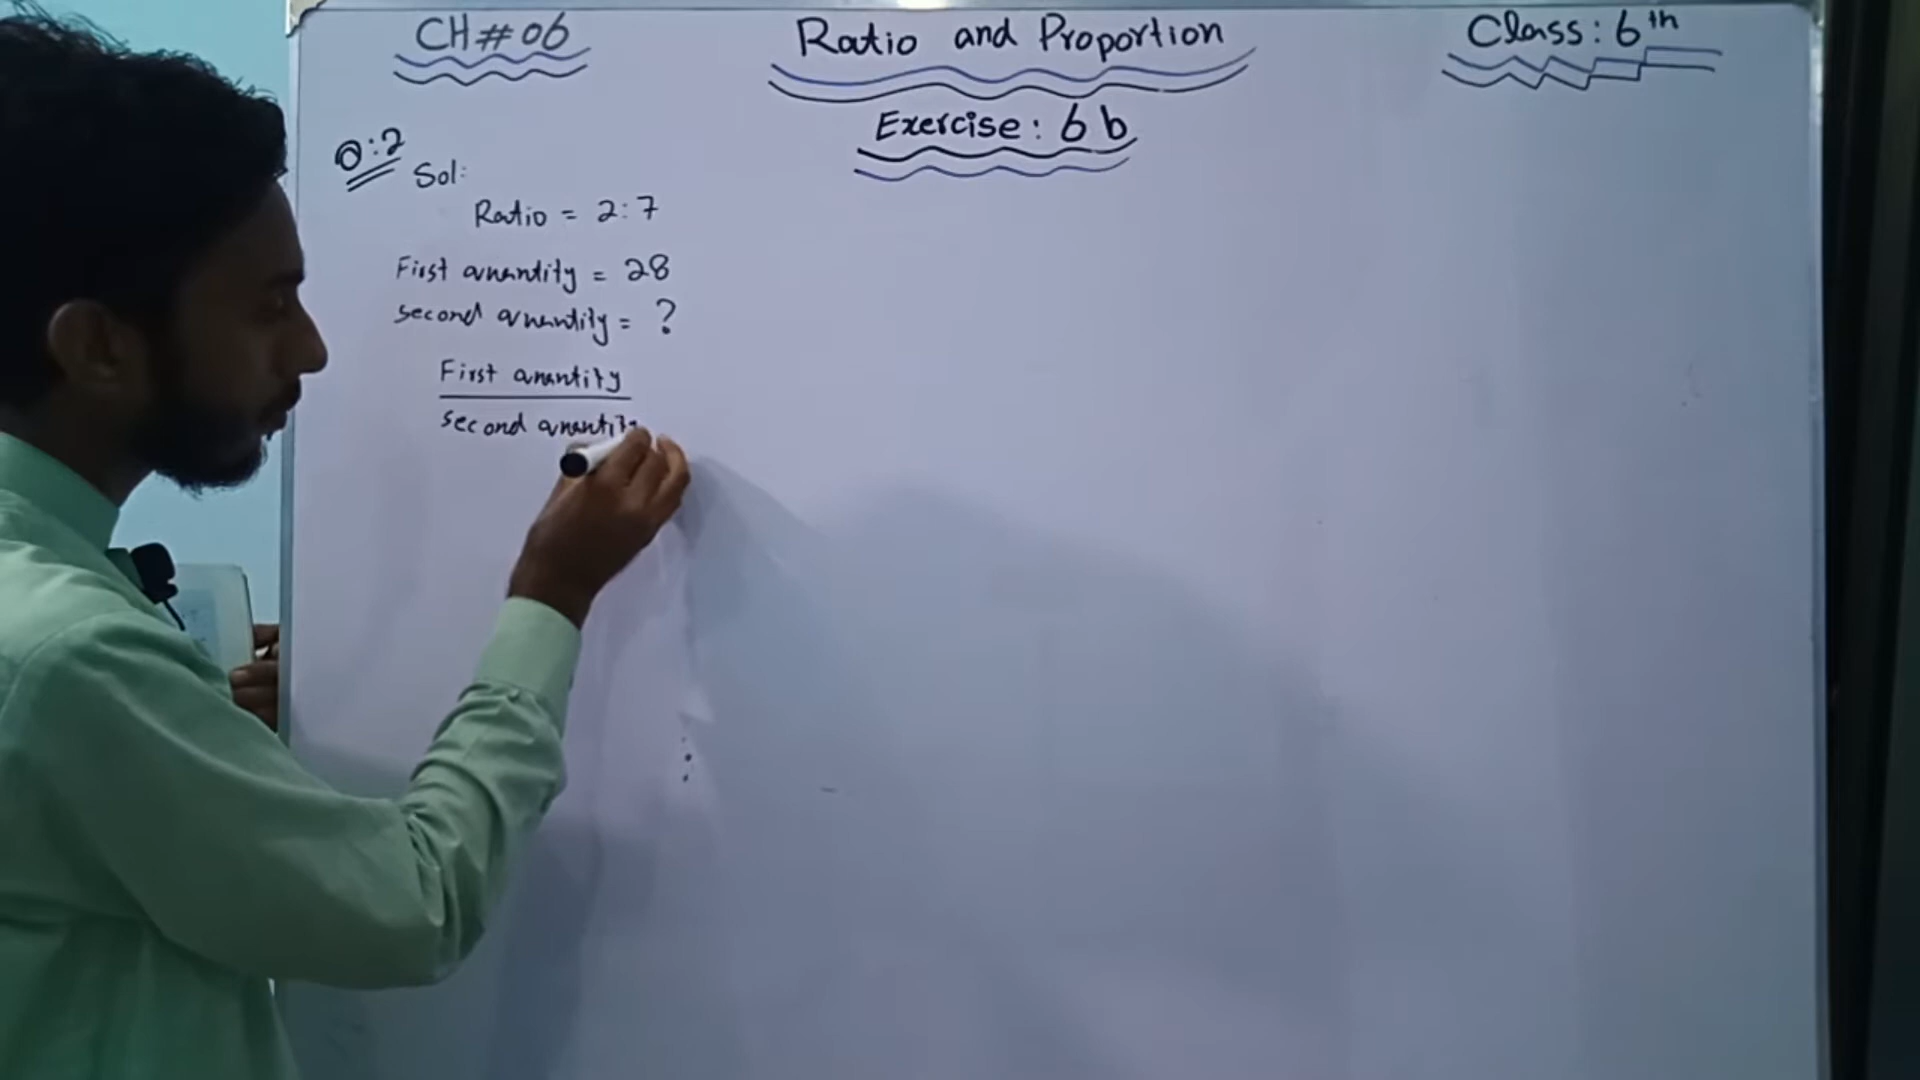 CH # 06
Ratio and Proportion
Class: 6th
Exercise: 6b
Q:2
Sol:
Ratio = 2:7
First quantity = 28
second quantity = ?
First quantity
second quantity